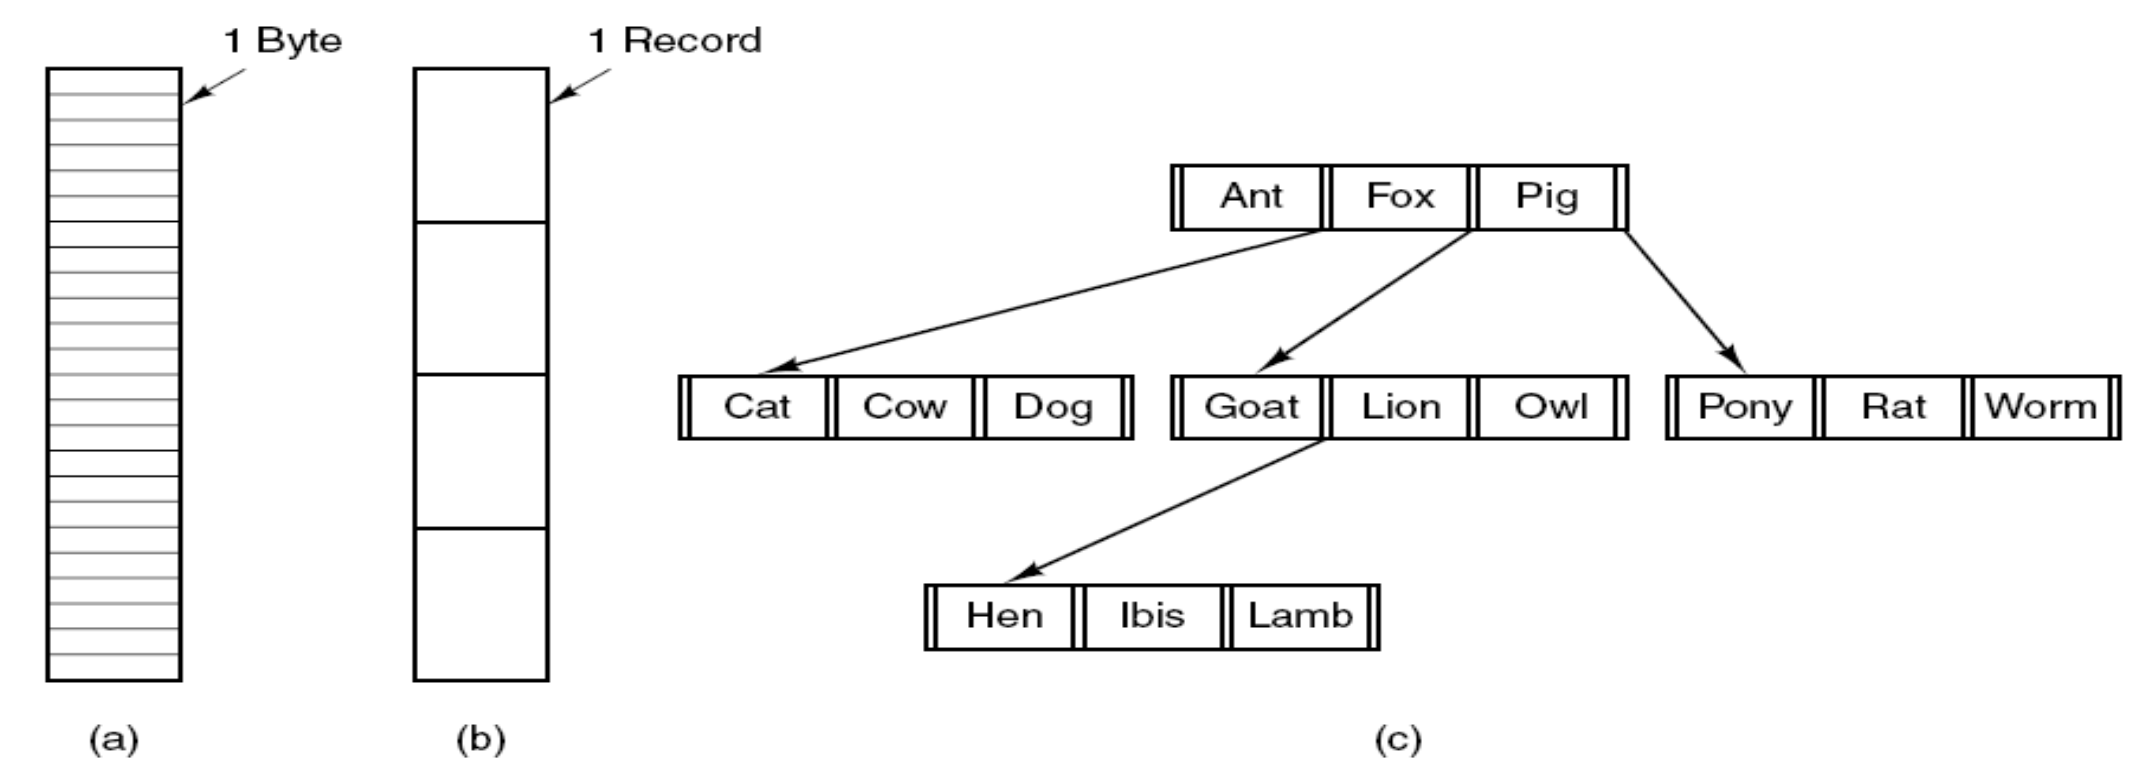 1 Byte
1 Record
Ant Fox Pig
Cat Cow Dog
Goat Lion Owl
Pony Rat Worm
Hen Ibis Lamb
(a)
(b)
(c)